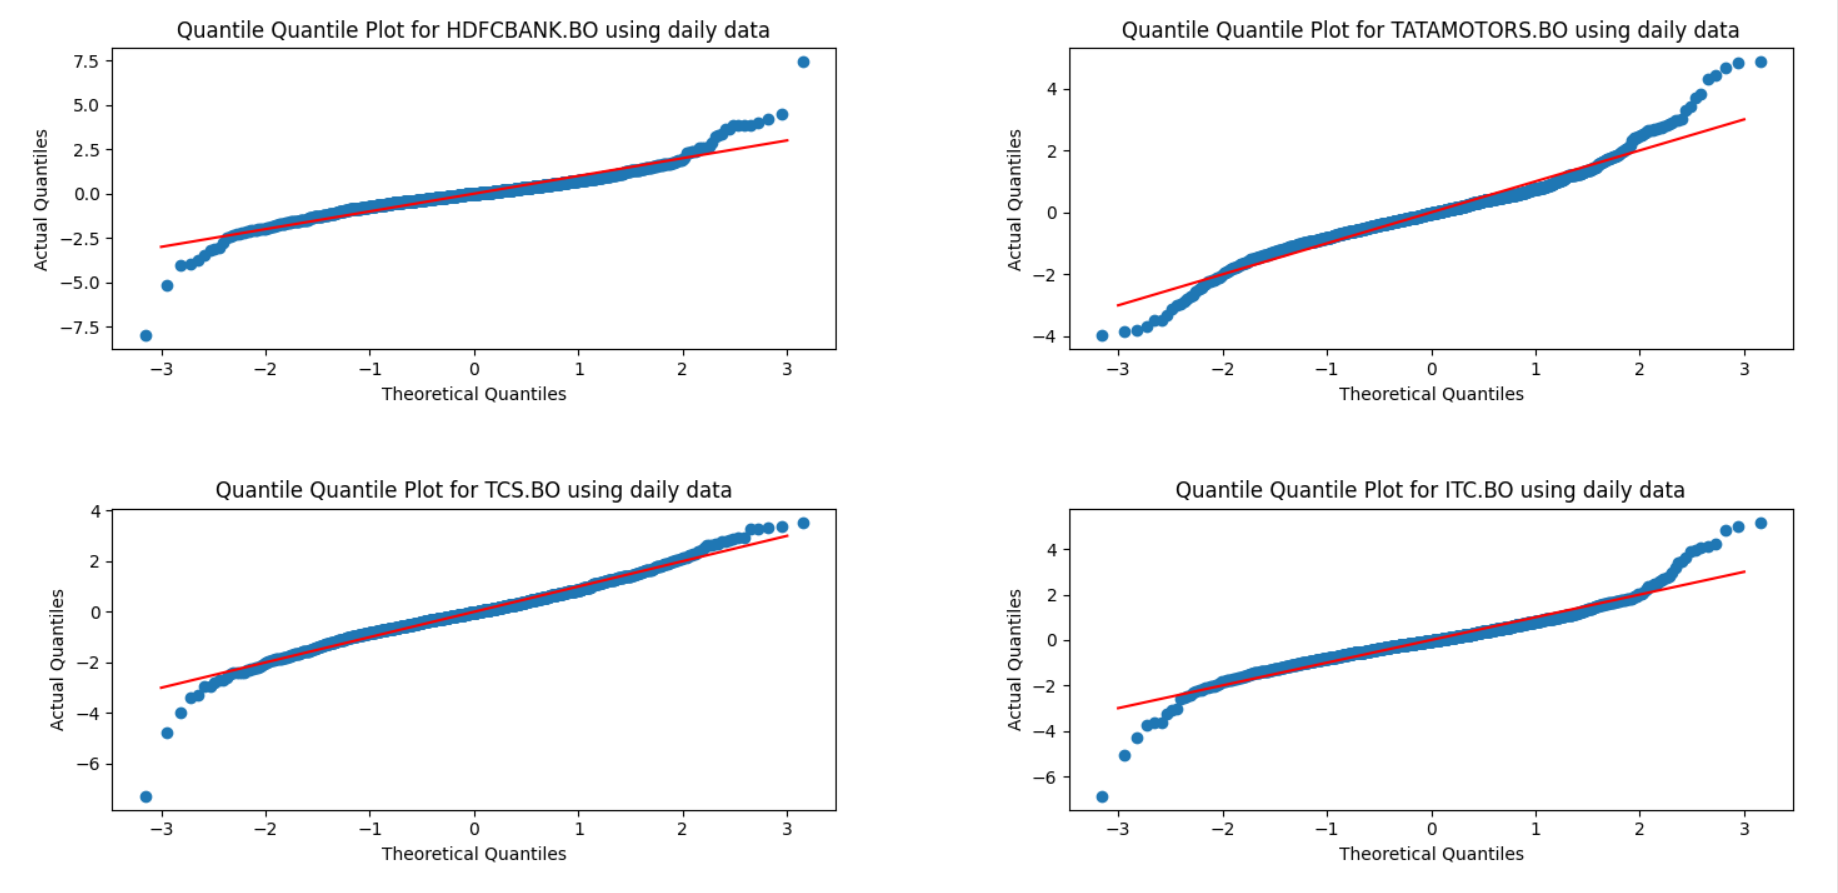 Quantile Quantile Plot for HDFCBANK.BO using daily data
7.5
5.0
2.5
0.0
−2.5
−5.0
−7.5
Actual Quantiles
−3 −2 −1 0 1 2 3
Theoretical Quantiles
Quantile Quantile Plot for TATAMOTORS.BO using daily data
4
2
0
−2
−4
Actual Quantiles
−3 −2 −1 0 1 2 3
Theoretical Quantiles
Quantile Quantile Plot for TCS.BO using daily data
4
2
0
−2
−4
−6
Actual Quantiles
−3 −2 −1 0 1 2 3
Theoretical Quantiles
Quantile Quantile Plot for ITC.BO using daily data
4
2
0
−2
−4
−6
Actual Quantiles
−3 −2 −1 0 1 2 3
Theoretical Quantiles